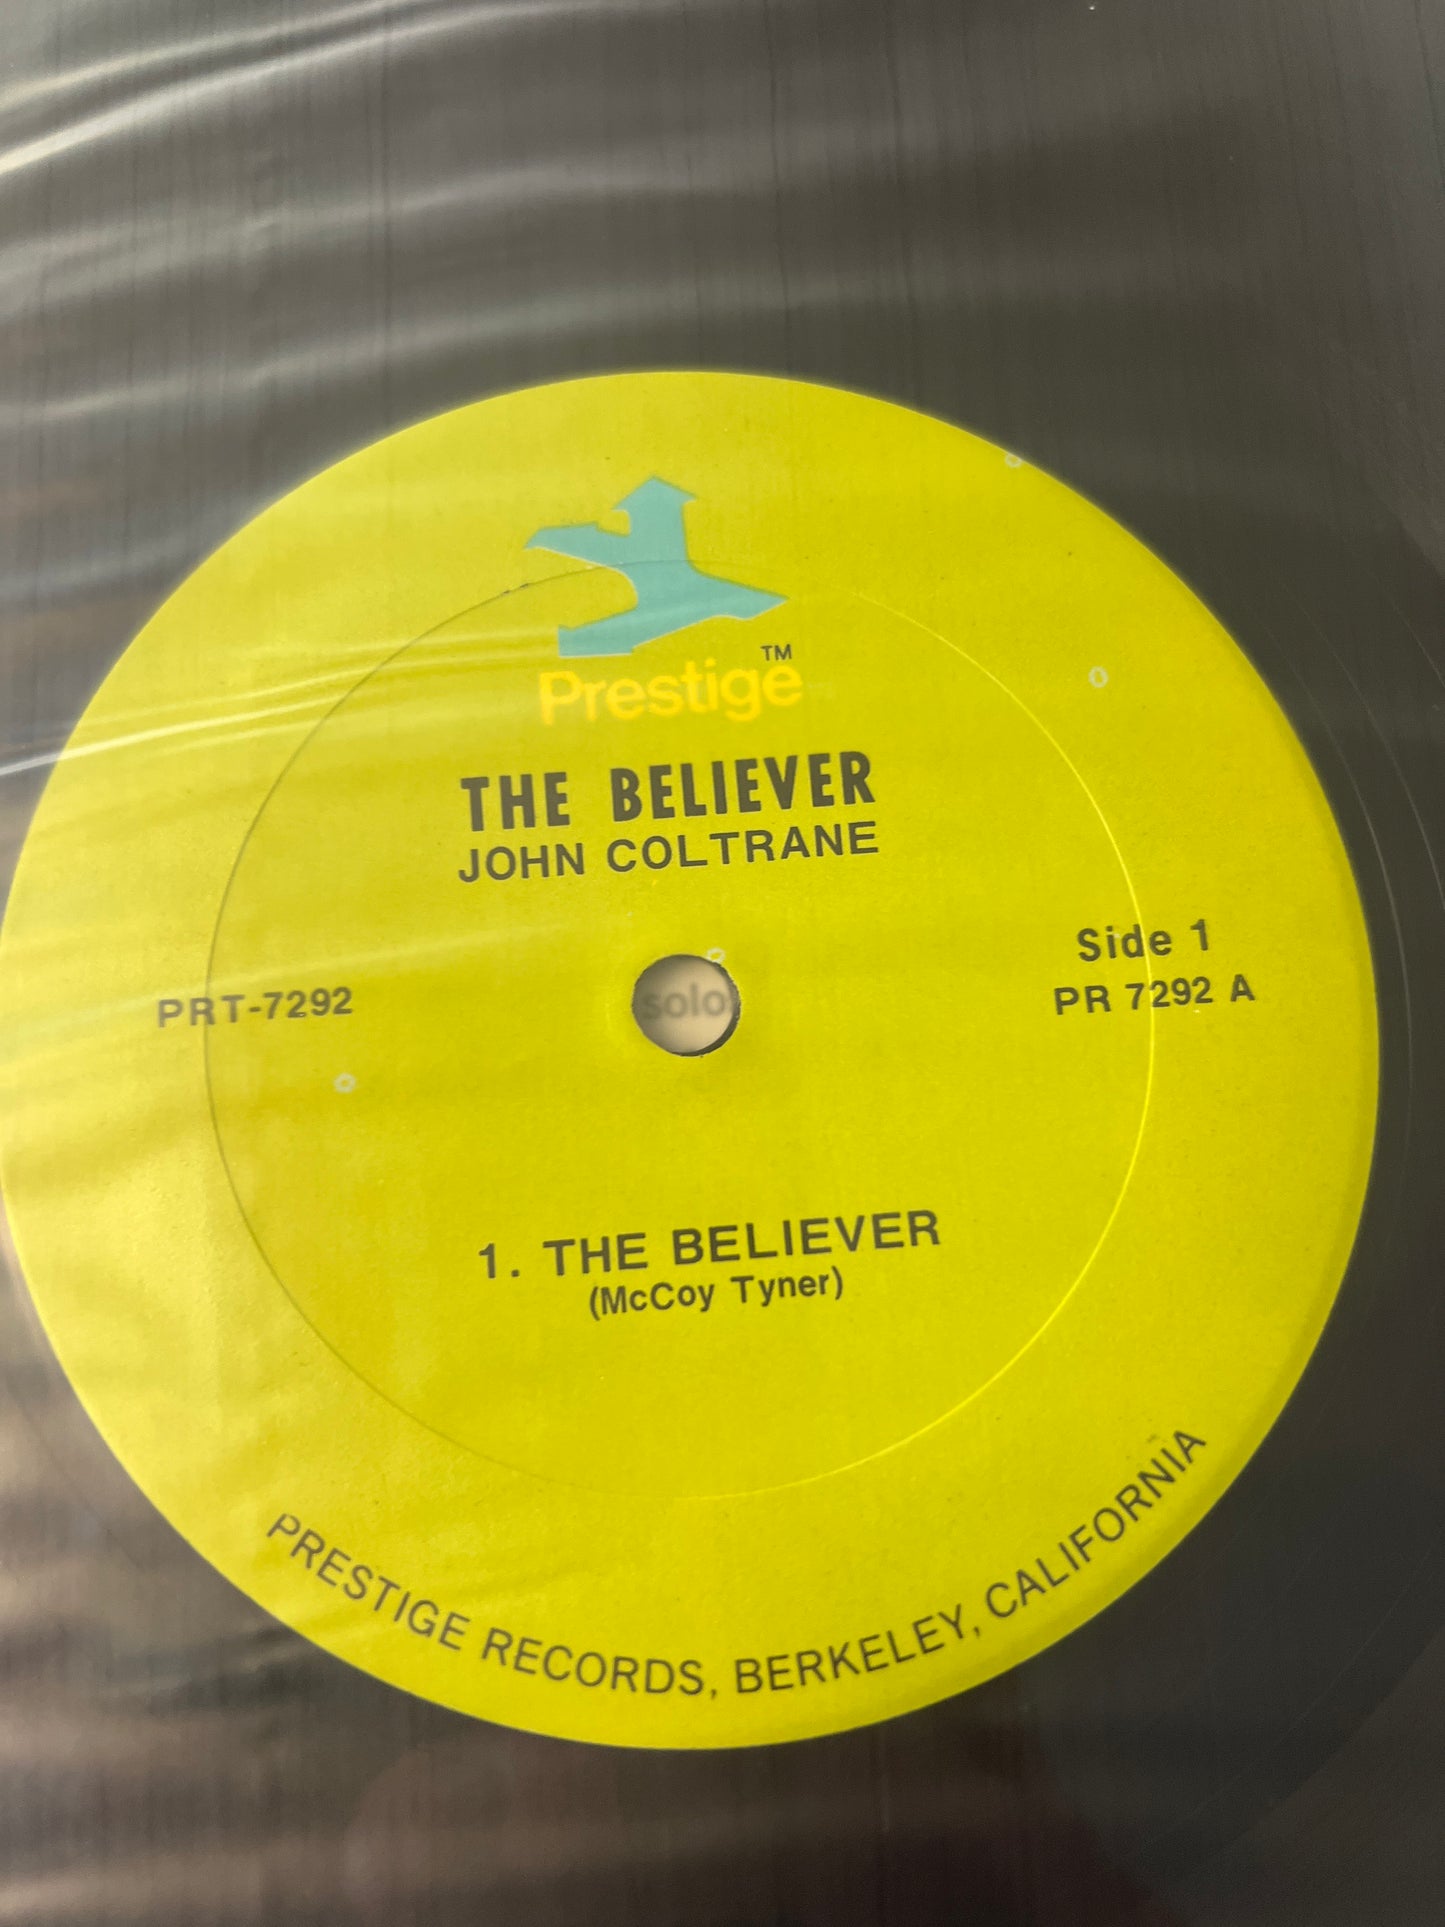 Prestige™
THE BELIEVER
JOHN COLTRANE
Side 1
PRT-7292
PR 7292 A
solo
1. THE BELIEVER
(McCoy Tyner)
PRESTIGE RECORDS, BERKELEY, CALIFORNIA